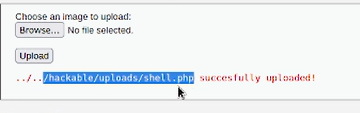 Choose an image to upload:
Browse... No file selected.
Upload
../../hackable/uploads/shell.php succesfully uploaded!